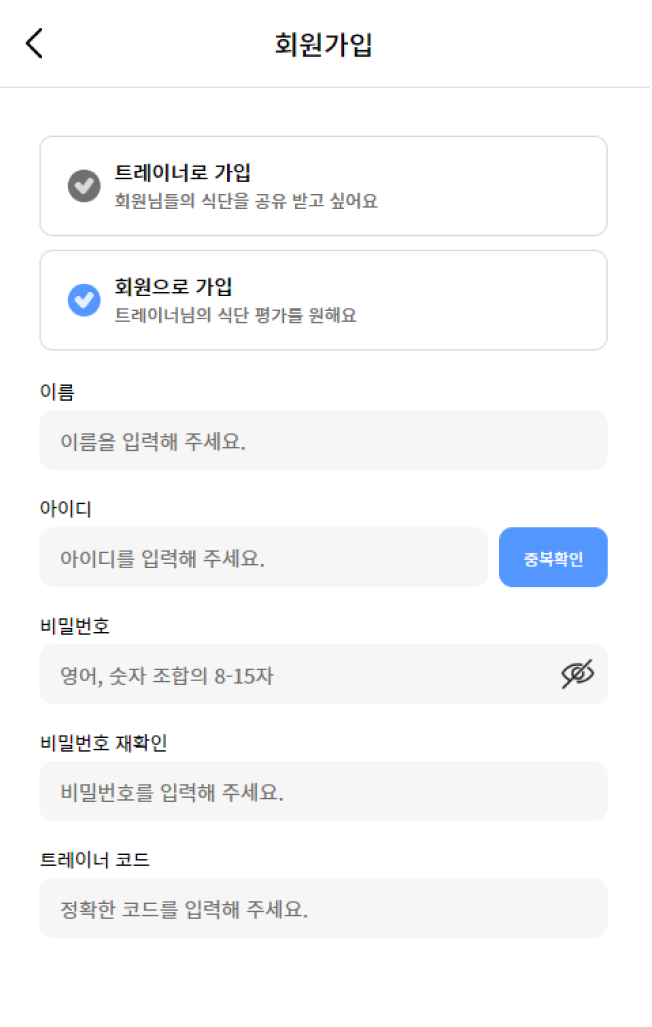 회원가입
트레이너로 가입
회원님들의 식단을 공유 받고 싶어요
회원으로 가입
트레이너님의 식단 평가를 원해요
이름
이름을 입력해 주세요.
아이디
아이디를 입력해 주세요.
중복확인
비밀번호
영어, 숫자 조합의 8-15자
비밀번호 재확인
비밀번호를 입력해 주세요.
트레이너 코드
정확한 코드를 입력해 주세요.